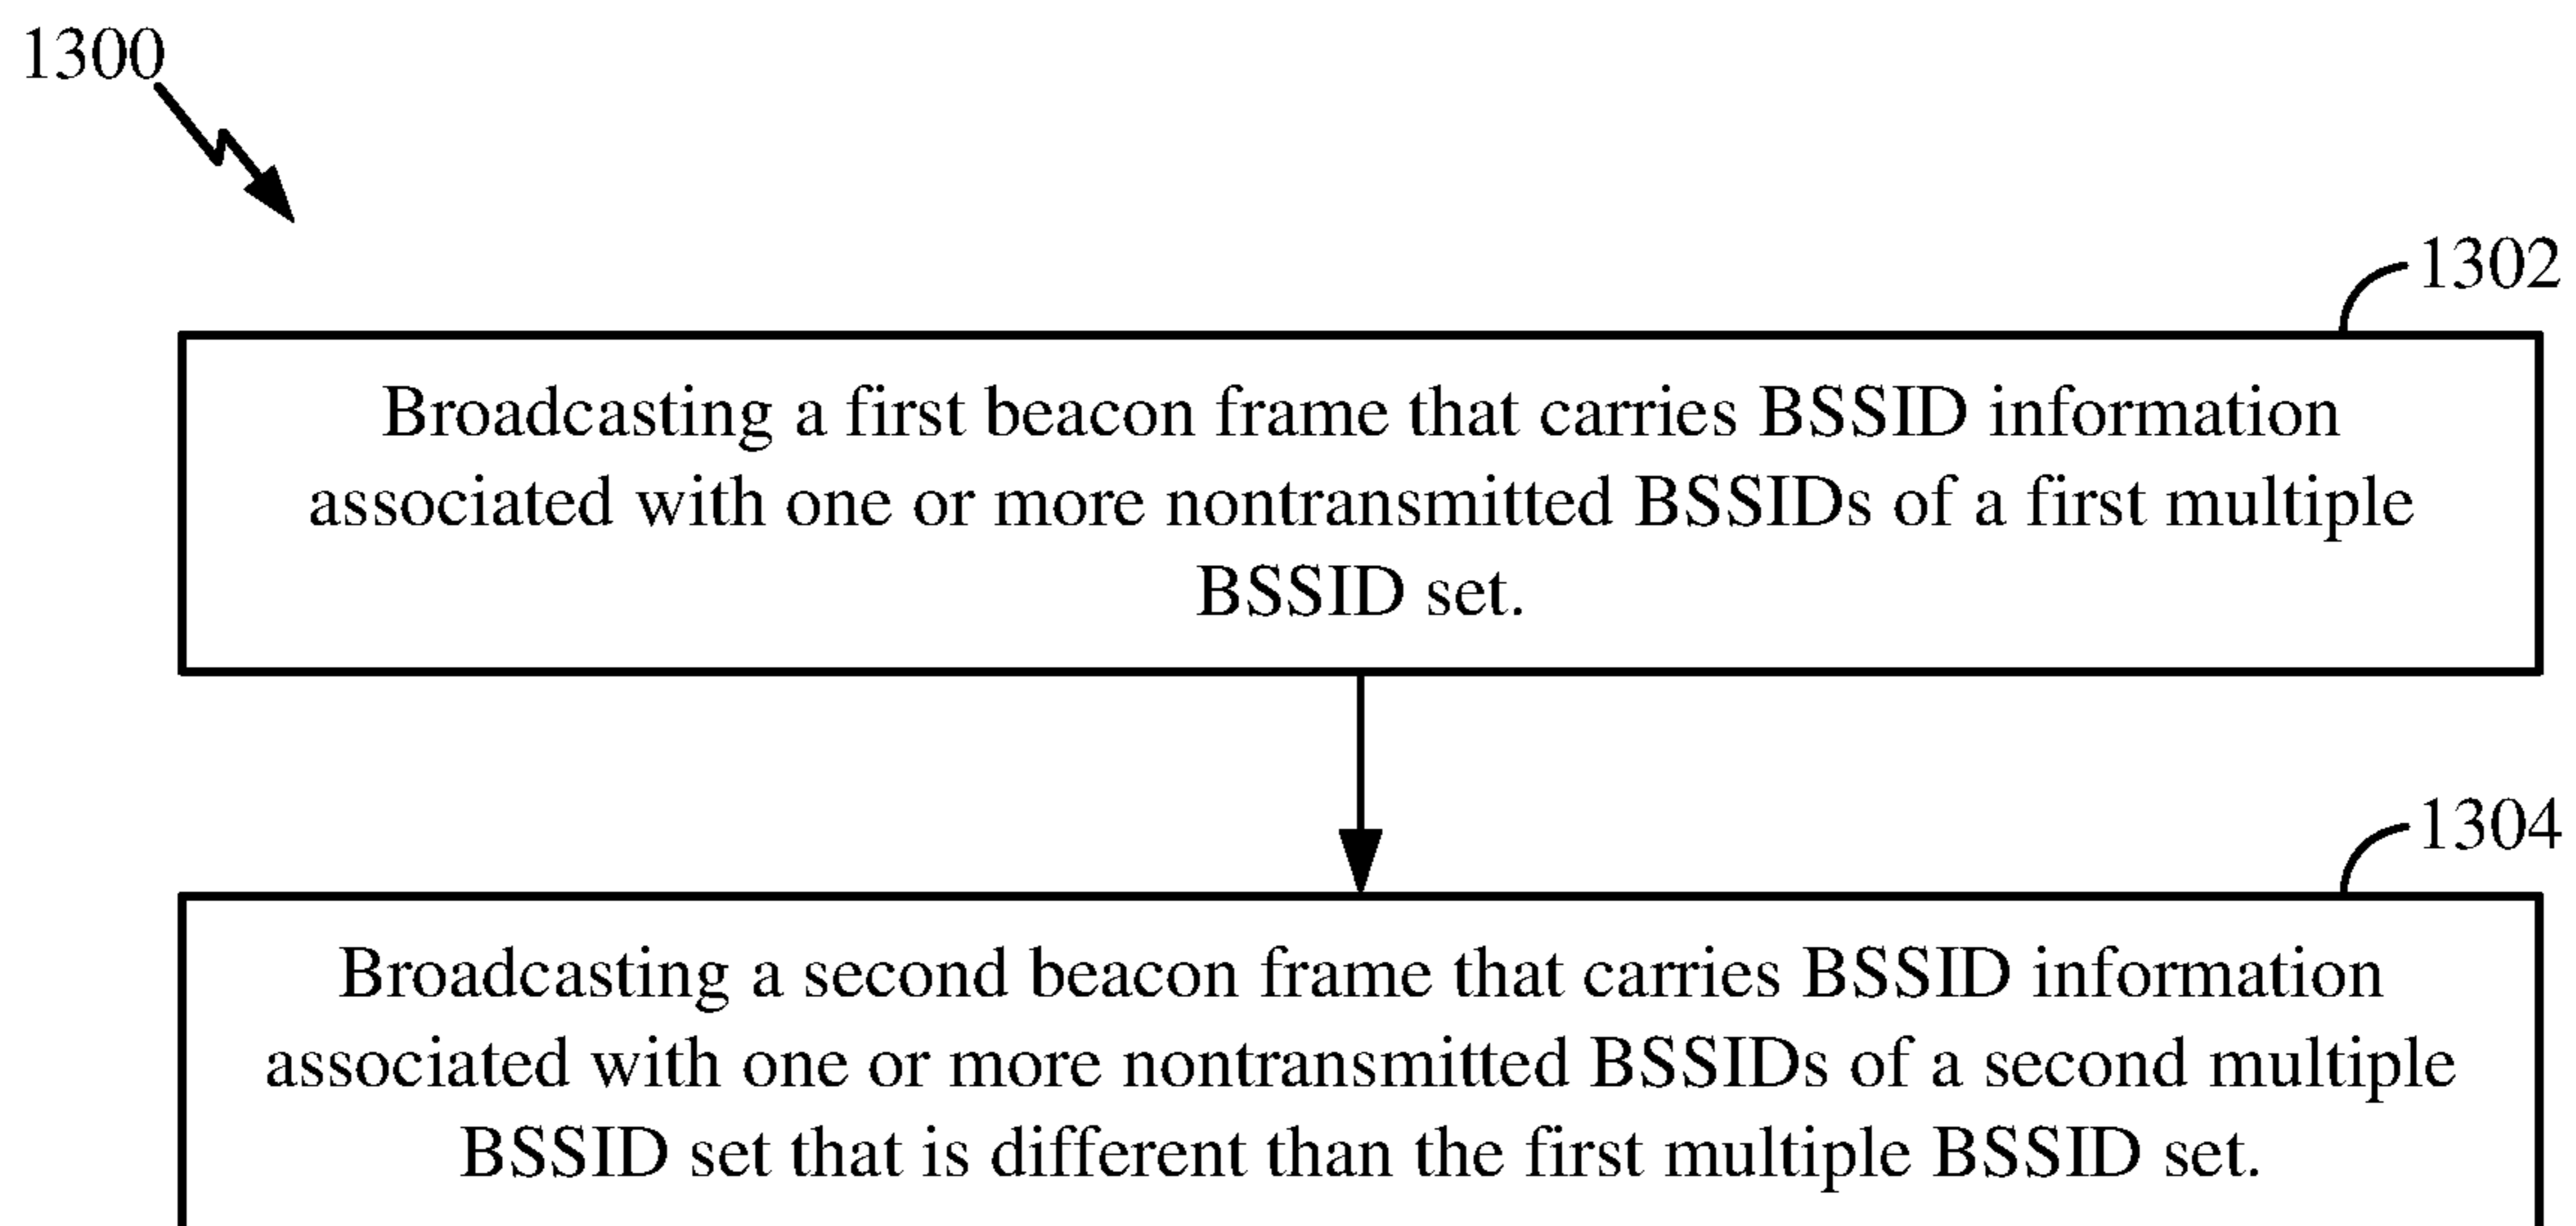 1300
1302
Broadcasting a first beacon frame that carries BSSID information
associated with one or more nontransmitted BSSIDs of a first multiple
BSSID set.
1304
Broadcasting a second beacon frame that carries BSSID information
associated with one or more nontransmitted BSSIDs of a second multiple
BSSID set that is different than the first multiple BSSID set.